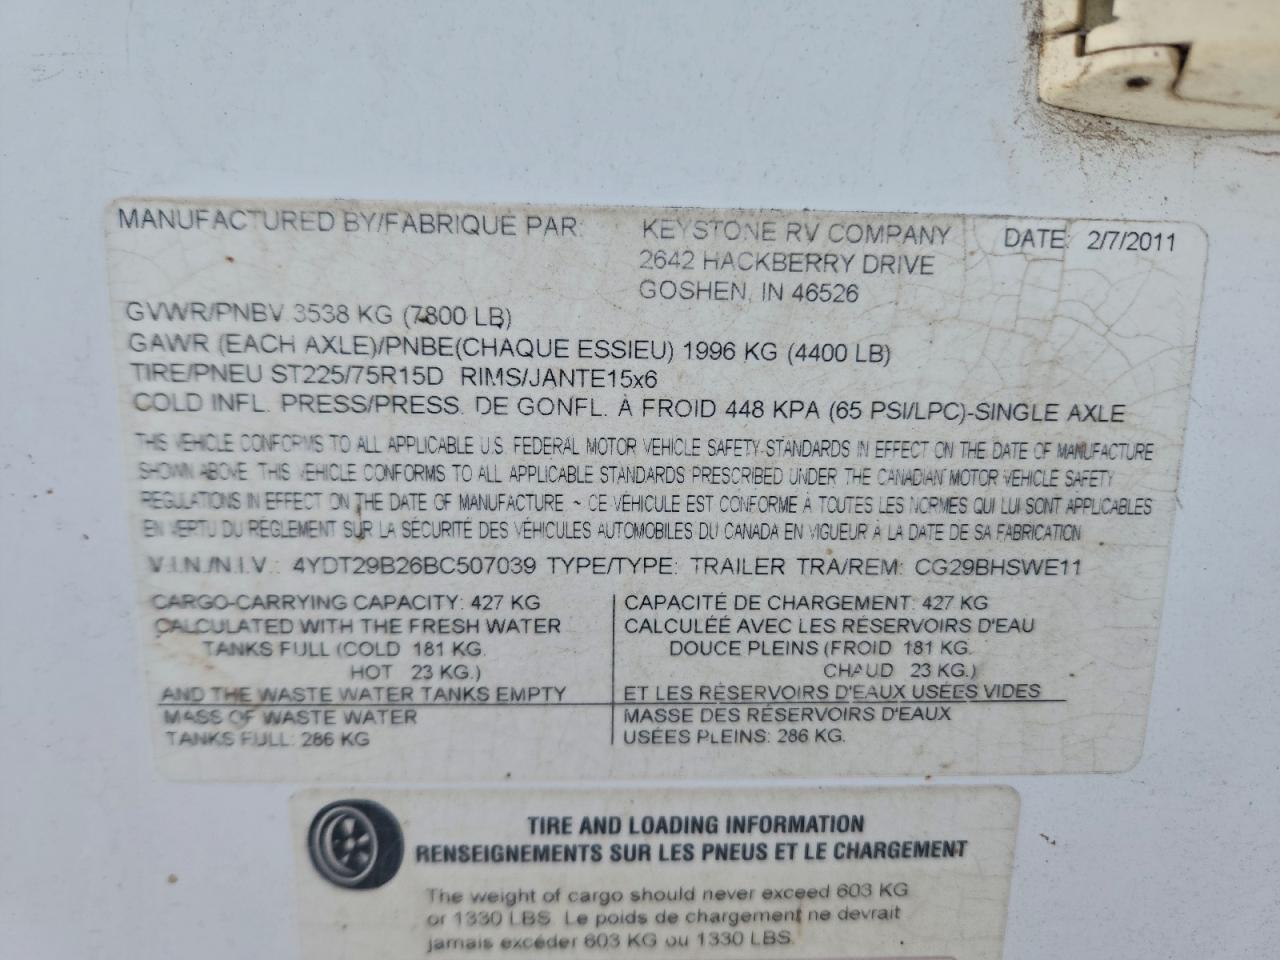 MANUFACTURED BY/FABRIQUÉ PAR: KEYSTONE RV COMPANY DATE: 2/7/2011
2642 HACKBERRY DRIVE
GOSHEN, IN 46526
GVWR/PNBV 3538 KG (7800 LB)
GAWR (EACH AXLE)/PNBE(CHAQUE ESSIEU) 1996 KG (4400 LB)
TIRE/PNEU ST225/75R15D RIMS/JANTE15x6
COLD INFL. PRESS/PRESS. DE GONFL. À FROID 448 KPA (65 PSI/LPC)-SINGLE AXLE
THIS VEHICLE CONFORMS TO ALL APPLICABLE U.S. FEDERAL MOTOR VEHICLE SAFETY STANDARDS IN EFFECT ON THE DATE OF MANUFACTURE
SHOWN ABOVE. THIS VEHICLE CONFORMS TO ALL APPLICABLE STANDARDS PRESCRIBED UNDER THE CANADIAN MOTOR VEHICLE SAFETY
REGULATIONS IN EFFECT ON THE DATE OF MANUFACTURE ~ CE VÉHICULE EST CONFORME À TOUTES LES NORMES QUI LUI SONT APPLICABLES
EN VERTU DU RÈGLEMENT SUR LA SÉCURITÉ DES VÉHICULES AUTOMOBILES DU CANADA EN VIGUEUR À LA DATE DE SA FABRICATION
V.I.N./N.I.V.: 4YDT29B26BC507039 TYPE/TYPE: TRAILER TRA/REM: CG29BHSWE11
CARGO-CARRYING CAPACITY: 427 KG
CALCULATED WITH THE FRESH WATER
TANKS FULL (COLD 181 KG.
HOT 23 KG.)
AND THE WASTE WATER TANKS EMPTY
MASS OF WASTE WATER
TANKS FULL: 286 KG
CAPACITÉ DE CHARGEMENT: 427 KG
CALCULÉE AVEC LES RÉSERVOIRS D'EAU
DOUCE PLEINS (FROID 181 KG.
CHAUD 23 KG.)
ET LES RÉSERVOIRS D'EAUX USÉES VIDES
MASSE DES RÉSERVOIRS D'EAUX
USÉES PLEINS: 286 KG.
TIRE AND LOADING INFORMATION
RENSEIGNEMENTS SUR LES PNEUS ET LE CHARGEMENT
The weight of cargo should never exceed 603 KG
or 1330 LBS. Le poids de chargement ne devrait
jamais excéder 603 KG ou 1330 LBS.